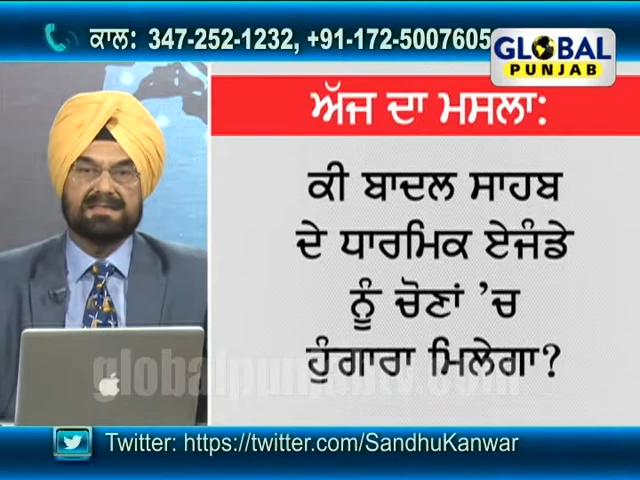 ਕਾਲ: 347-252-1232, +91-172-5007605
GLOBAL
PUNJAB
ਅੱਜ ਦਾ ਮਸਲਾ:
ਕੀ ਬਾਦਲ ਸਾਹਬ
ਦੇ ਧਾਰਮਿਕ ਏਜੰਡੇ
ਨੂੰ ਚੋਣਾਂ ’ਚ
ਹੁੰਗਾਰਾ ਮਿਲੇਗਾ?
globalpunjabtv.com
Twitter: https://twitter.com/SandhuKanwar